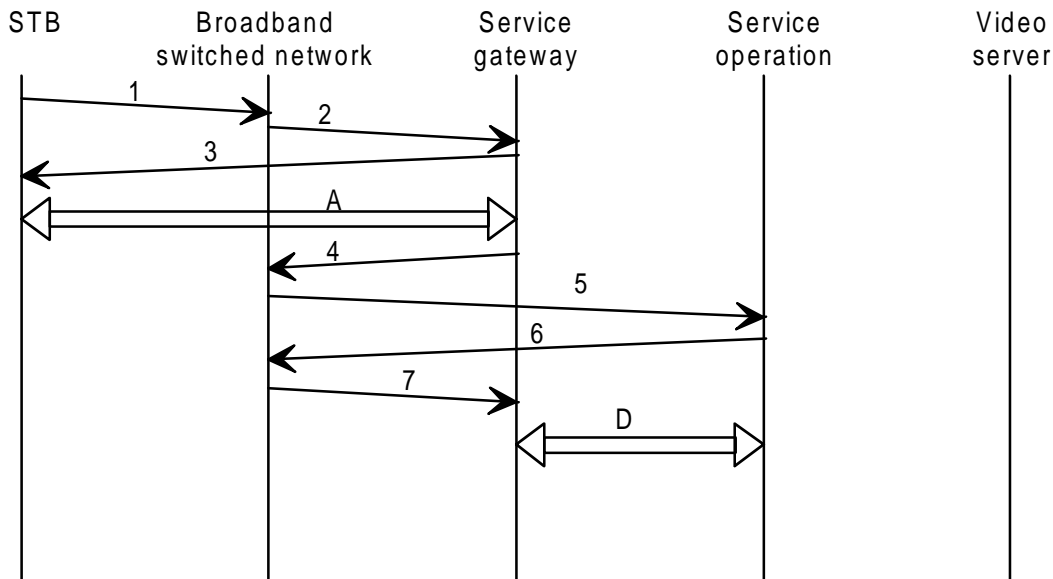 STB
Broadband
switched network
Service
gateway
Service
operation
Video
server
1
2
3
A
4
5
6
7
D